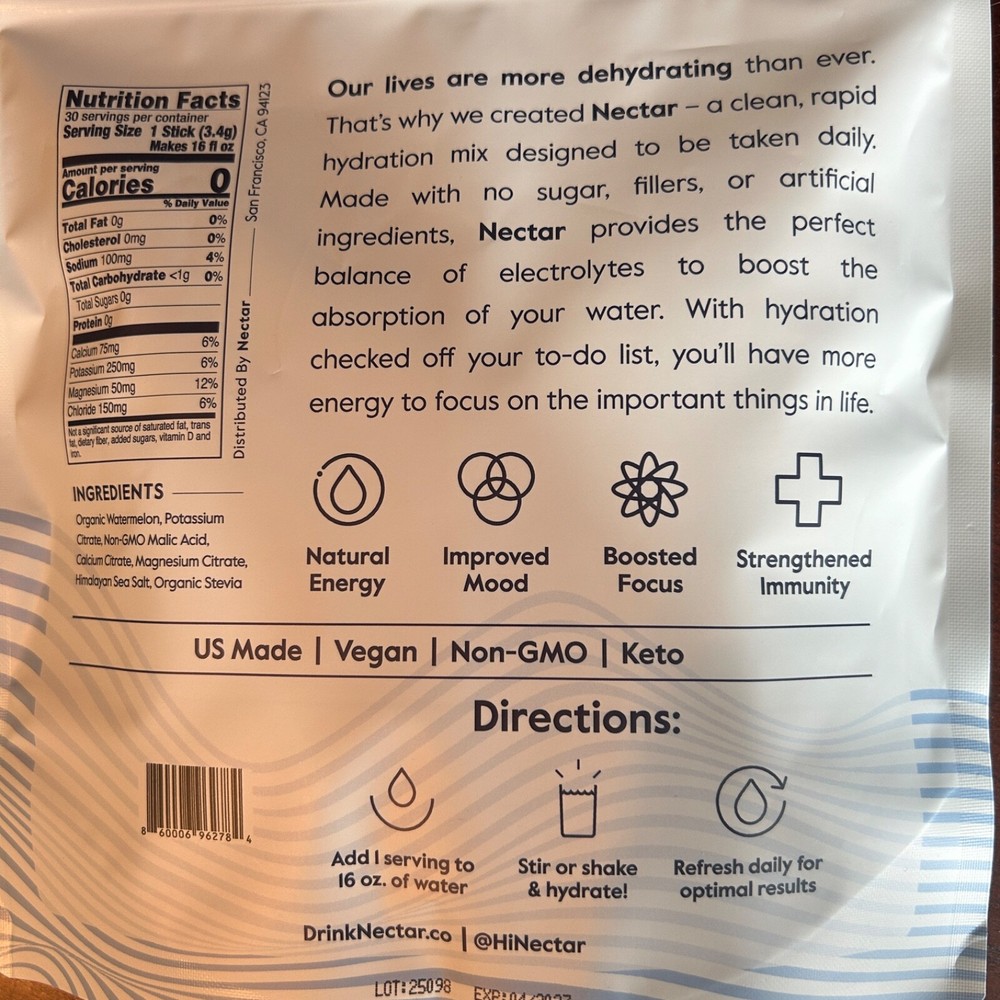 Nutrition Facts
30 servings per container
Serving Size 1 Stick (3.4g)
Makes 16 fl oz
Amount per serving
Calories 0
% Daily Value
Total Fat 0g 0%
Cholesterol 0mg 0%
Sodium 100mg 4%
Total Carbohydrate <1g 0%
Total Sugars 0g
Protein 0g
Calcium 75mg 6%
Potassium 250mg 6%
Magnesium 50mg 12%
Chloride 150mg 6%
Not a significant source of saturated fat, trans
fat, dietary fiber, added sugars, vitamin D and
iron.
Distributed By Nectar San Francisco, CA 94123
INGREDIENTS
Organic Watermelon, Potassium
Citrate, Non-GMO Malic Acid,
Calcium Citrate, Magnesium Citrate,
Himalayan Sea Salt, Organic Stevia
Our lives are more dehydrating than ever.
That's why we created Nectar – a clean, rapid
hydration mix designed to be taken daily.
Made with no sugar, fillers, or artificial
ingredients, Nectar provides the perfect
balance of electrolytes to boost the
absorption of your water. With hydration
checked off your to-do list, you'll have more
energy to focus on the important things in life.
Natural
Energy
Improved
Mood
Boosted
Focus
Strengthened
Immunity
US Made | Vegan | Non-GMO | Keto
Directions:
8 60006 96278 4
Add 1 serving to
16 oz. of water
Stir or shake
& hydrate!
Refresh daily for
optimal results
DrinkNectar.co | @HiNectar
LOT:25098 EXP:04/2027